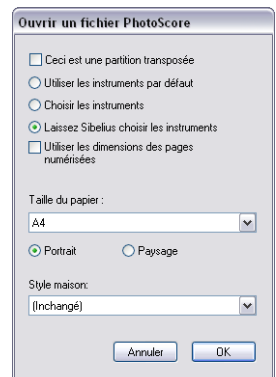 Ouvrir un fichier PhotoScore
Ceci est une partition transposée
Utiliser les instruments par défaut
Choisir les instruments
Laissez Sibelius choisir les instruments
Utiliser les dimensions des pages
numérisées
Taille du papier :
A4
Portrait Paysage
Style maison:
(Inchangé)
Annuler OK